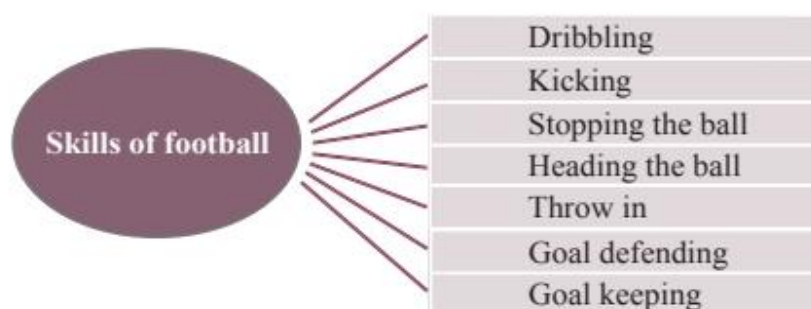 Skills of football
Dribbling
Kicking
Stopping the ball
Heading the ball
Throw in
Goal defending
Goal keeping